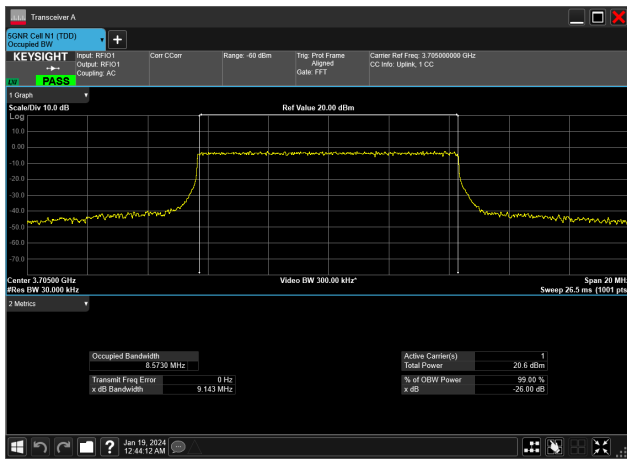 Transceiver A
5GNR Cell N1 (TDD)
Occupied BW
KEYSIGHT
PASS
Input: RFIO1
Output: RFIO1
Coupling: AC
Corr CCorr
Range: -60 dBm
Trig: Prot Frame
Aligned
Gate: FFT
Carrier Ref Freq: 3.705000000 GHz
CC Info: Uplink, 1 CC
1 Graph
Scale/Div 10.0 dB
Ref Value 20.00 dBm
Log
10.0
0.00
-10.0
-20.0
-30.0
-40.0
-50.0
-60.0
-70.0
Center 3.70500 GHz
Video BW 300.00 kHz*
Span 20 MHz
#Res BW 30.000 kHz
Sweep 26.5 ms (1001 pts
2 Metrics
Occupied Bandwidth
8.5730 MHz
Transmit Freq Error 0 Hz
x dB Bandwidth 9.143 MHz
Active Carrier(s) 1
Total Power 20.6 dBm
% of OBW Power 99.00 %
x dB -26.00 dB
Jan 19, 2024
12:44:12 AM